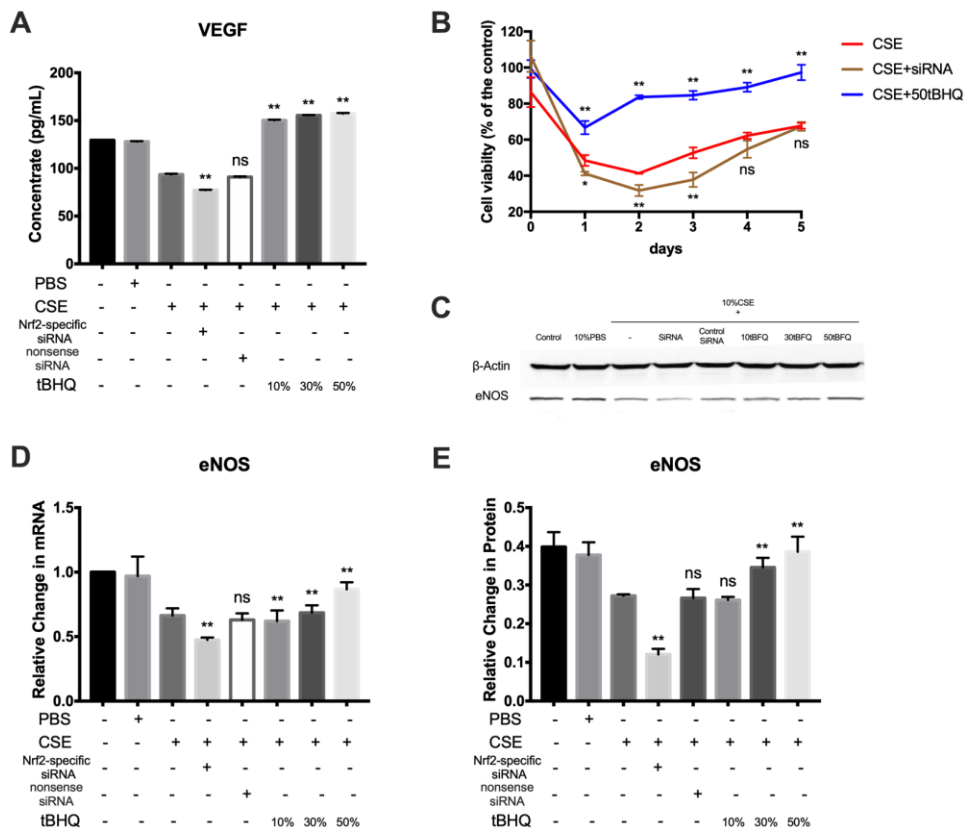 A
VEGF
Concentrate (pg/mL)
200
150
100
50
0
** ns ** ** **
PBS - + - - - - - -
CSE - - + + + + + +
Nrf2-specific siRNA - - - + - - - -
nonsense siRNA - - - - + - - -
tBHQ - - - - - 10% 30% 50%
B
Cell viabilty (% of the control)
120
100
80
60
40
20
** ** ** ** **
* ** ** ns ns
0 1 2 3 4 5
days
CSE
CSE+siRNA
CSE+50tBHQ
C
10%CSE
+
Control 10%PBS - SiRNA Control SiRNA 10tBFQ 30tBFQ 50tBFQ
β-Actin
eNOS
D
eNOS
Relative Change in mRNA
1.5
1.0
0.5
0.0
** ns ** ** **
PBS - + - - - - - -
CSE - - + + + + + +
Nrf2-specific siRNA - - - + - - - -
nonsense siRNA - - - - + - - -
tBHQ - - - - - 10% 30% 50%
E
eNOS
Relative Change in Protein
0.5
0.4
0.3
0.2
0.1
0.0
** ns ns ** **
PBS - + - - - - - -
CSE - - + + + + + +
Nrf2-specific siRNA - - - + - - - -
nonsense siRNA - - - - + - - -
tBHQ - - - - - 10% 30% 50%